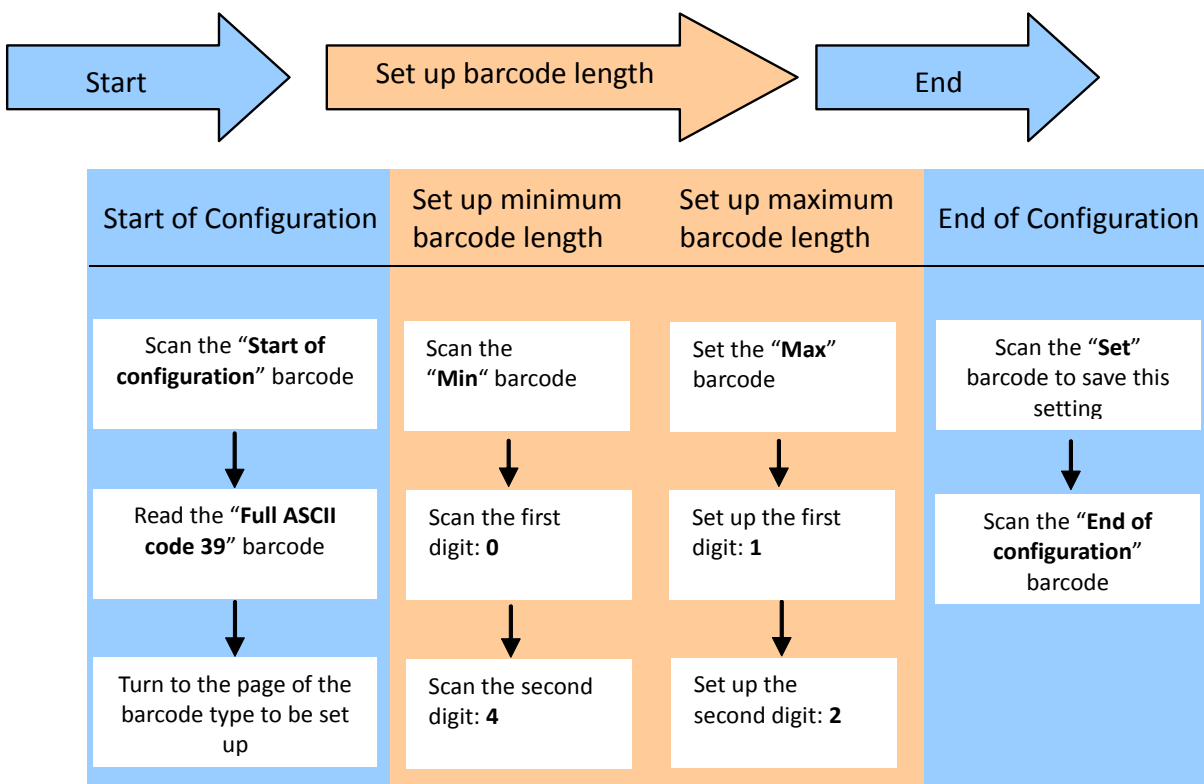 Start
Set up barcode length
End
Start of Configuration
Set up minimum
barcode length
Set up maximum
barcode length
End of Configuration
Scan the “Start of
configuration” barcode
Read the “Full ASCII
code 39” barcode
Turn to the page of the
barcode type to be set
up
Scan the
“Min“ barcode
Scan the first
digit: 0
Scan the second
digit: 4
Set the “Max”
barcode
Set up the first
digit: 1
Set up the
second digit: 2
Scan the “Set”
barcode to save this
setting
Scan the “End of
configuration”
barcode